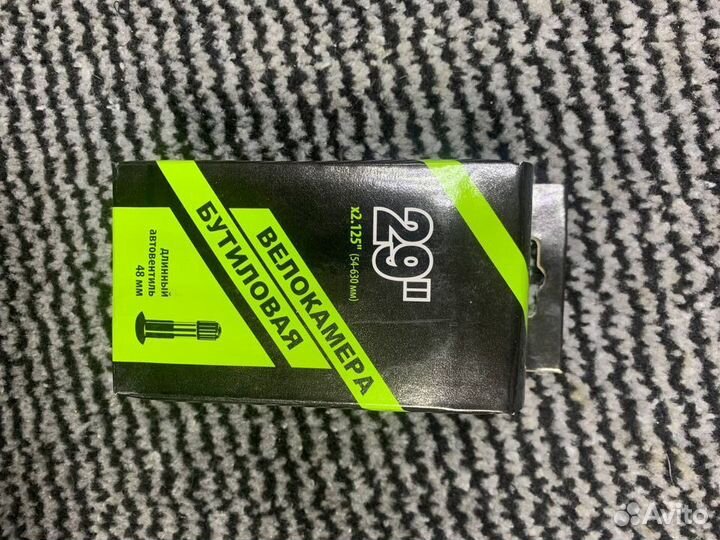 29"
x2.125" (54-630 мм)
ВЕЛОКАМЕРА
БУТИЛОВАЯ
длинный
автовентиль
48 мм
Avito